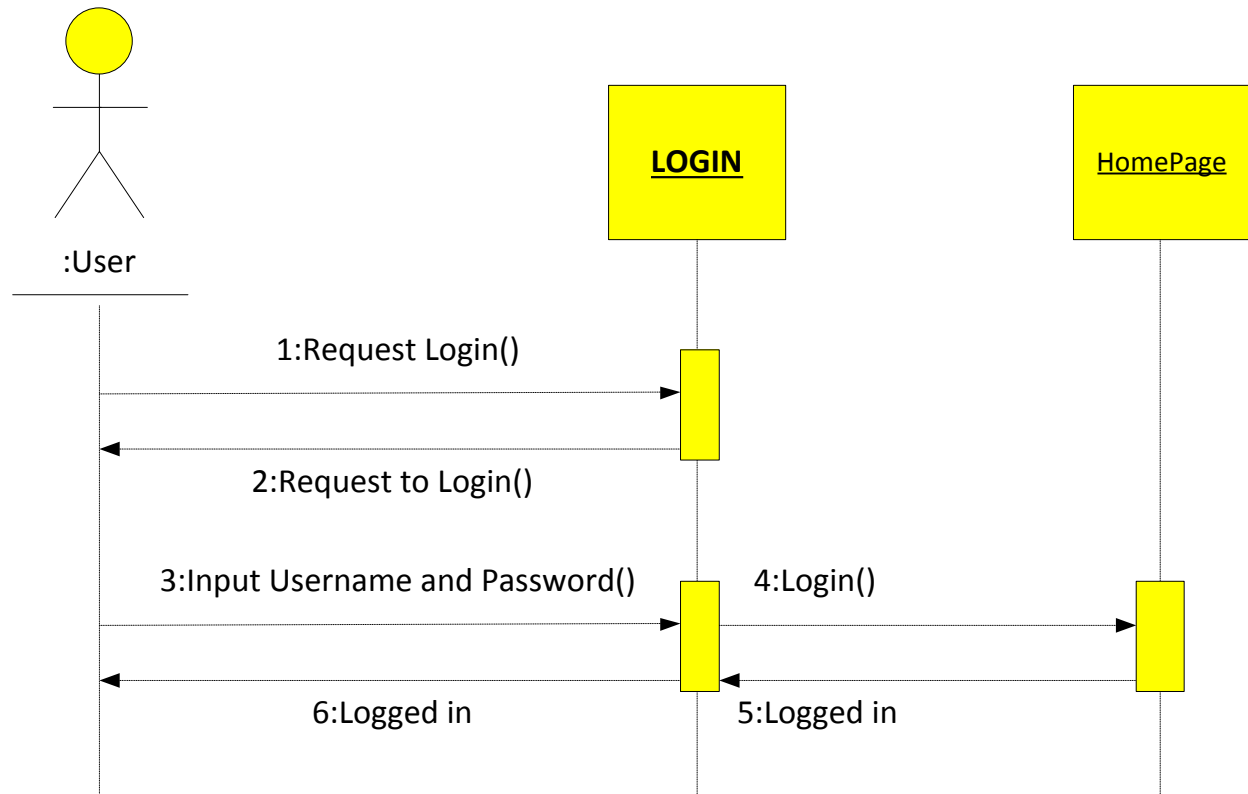 LOGIN
HomePage
:User
1:Request Login()
2:Request to Login()
3:Input Username and Password()
4:Login()
6:Logged in
5:Logged in